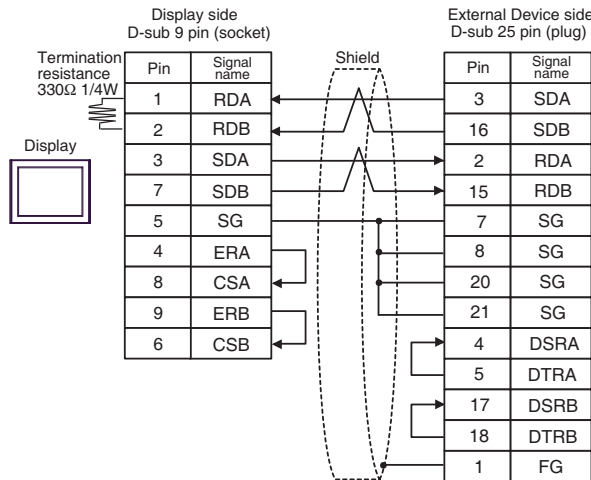 Display side
D-sub 9 pin (socket)
External Device side
D-sub 25 pin (plug)
Termination
resistance
330Ω 1/4W
Display
Shield
Pin Signal name
1 RDA
2 RDB
3 SDA
7 SDB
5 SG
4 ERA
8 CSA
9 ERB
6 CSB
Pin Signal name
3 SDA
16 SDB
2 RDA
15 RDB
7 SG
8 SG
20 SG
21 SG
4 DSRA
5 DTRA
17 DSRB
18 DTRB
1 FG